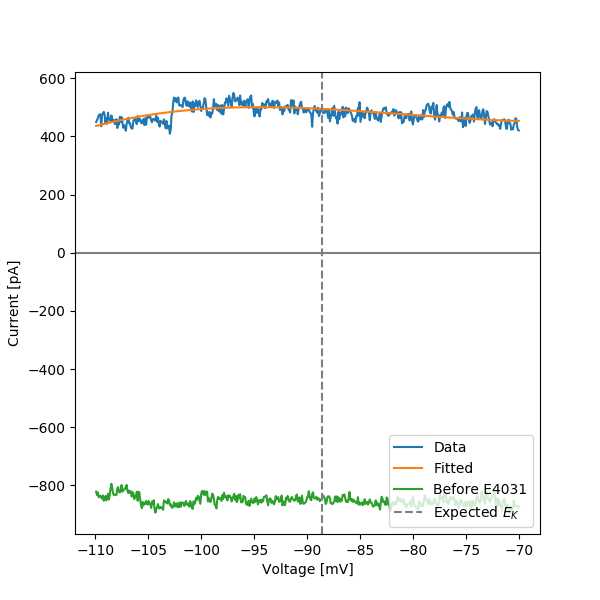 600
400
200
0
−200
−400
−600
−800
Current [pA]
−110
−105
−100
−95
−90
−85
−80
−75
−70
Voltage [mV]
Data
Fitted
Before E4031
Expected E_K